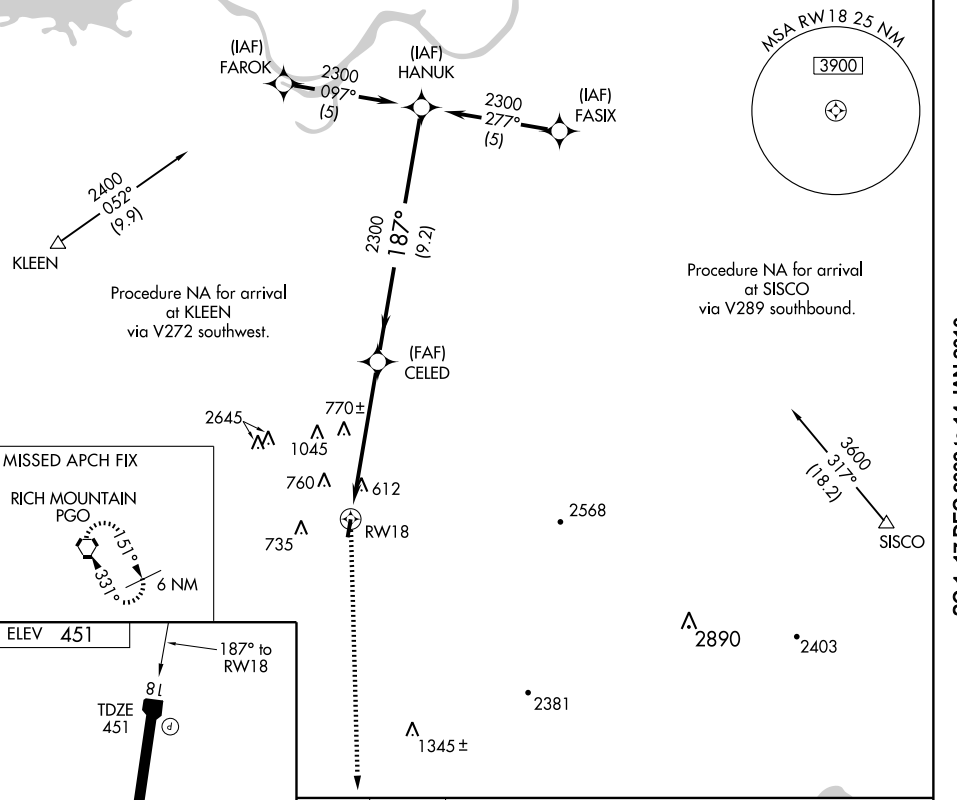 MSA RW18 25 NM
3900
(IAF)
FAROK
2300
097°
(5)
(IAF)
HANUK
2300
277°
(5)
(IAF)
FASIX
2400
052°
(9.9)
KLEEN
2300
187°
(9.2)
Procedure NA for arrival
at KLEEN
via V272 southwest.
Procedure NA for arrival
at SISCO
via V289 southbound.
(FAF)
CELED
770±
2645
1045
760
612
735
RW18
2568
3600
317°
(18.2)
SISCO
MISSED APCH FIX
RICH MOUNTAIN
PGO
151°
331°
6 NM
2890
2403
2381
1345±
ELEV 451
187° to
RW18
18
TDZE
451
P